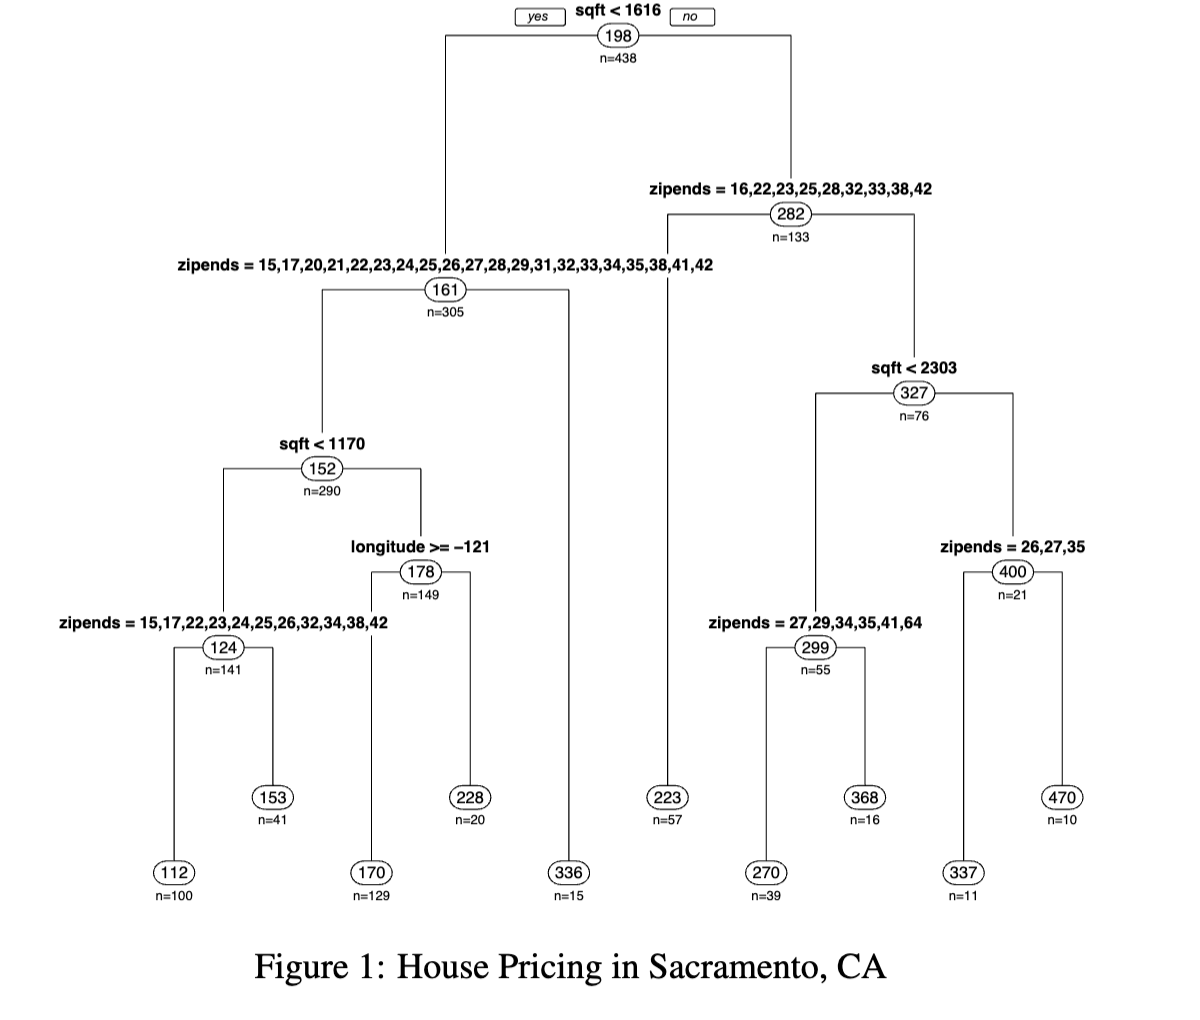 sqft < 1616
yes
no
198
n=438
zipends = 16,22,23,25,28,32,33,38,42
282
n=133
zipends = 15,17,20,21,22,23,24,25,26,27,28,29,31,32,33,34,35,38,41,42
161
n=305
sqft < 2303
327
n=76
sqft < 1170
152
n=290
longitude >= −121
178
n=149
zipends = 26,27,35
400
n=21
zipends = 15,17,22,23,24,25,26,32,34,38,42
124
n=141
zipends = 27,29,34,35,41,64
299
n=55
153
n=41
228
n=20
223
n=57
368
n=16
470
n=10
112
n=100
170
n=129
336
n=15
270
n=39
337
n=11
Figure 1: House Pricing in Sacramento, CA